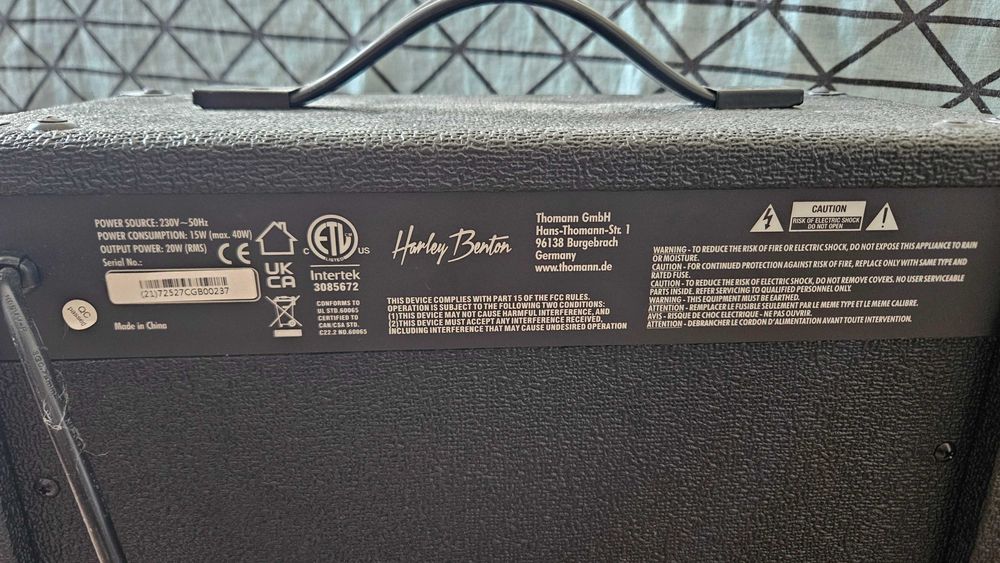 POWER SOURCE: 230V~50Hz
POWER CONSUMPTION: 15W (max. 40W)
OUTPUT POWER: 20W (RMS)
Serial No.:
(21)72527CGB00237
QC
passed
Made in China
CE
UK
CA
ETL
C US
LISTED
Intertek
3085672
CONFORMS TO
UL STD.60065
CERTIFIED TO
CAN/CSA STD.
C22.2 NO.60065
Harley Benton
Thomann GmbH
Hans-Thomann-Str. 1
96138 Burgebrach
Germany
www.thomann.de
THIS DEVICE COMPLIES WITH PART 15 OF THE FCC RULES.
OPERATION IS SUBJECT TO THE FOLLOWING TWO CONDITIONS:
(1)THIS DEVICE MAY NOT CAUSE HARMFUL INTERFERENCE, AND
(2)THIS DEVICE MUST ACCEPT ANY INTERFERENCE RECEIVED,
INCLUDING INTERFERENCE THAT MAY CAUSE UNDESIRED OPERATION
CAUTION
RISK OF ELECTRIC SHOCK
DO NOT OPEN
WARNING - TO REDUCE THE RISK OF FIRE OR ELECTRIC SHOCK, DO NOT EXPOSE THIS APPLIANCE TO RAIN
OR MOISTURE.
CAUTION - FOR CONTINUED PROTECTION AGAINST RISK OF FIRE, REPLACE ONLY WITH SAME TYPE AND
RATED FUSE.
CAUTION - TO REDUCE THE RISK OF ELECTRIC SHOCK, DO NOT REMOVE COVERS. NO USER SERVICEABLE
PARTS INSIDE. REFER SERVICING TO QUALIFIED PERSONNEL ONLY.
WARNING - THIS EQUIPMENT MUST BE EARTHED.
ATTENTION - REMPLACER LE FUSIBLE SEULEMENT PAR LE MEME TYPE ET LE MEME CALIBRE.
AVIS - RISQUE DE CHOC ELECTRIQUE - NE PAS OUVRIR.
ATTENTION - DEBRANCHER LE CORDON D'ALIMENTATION AVANT TOUTE INTERVENTION.